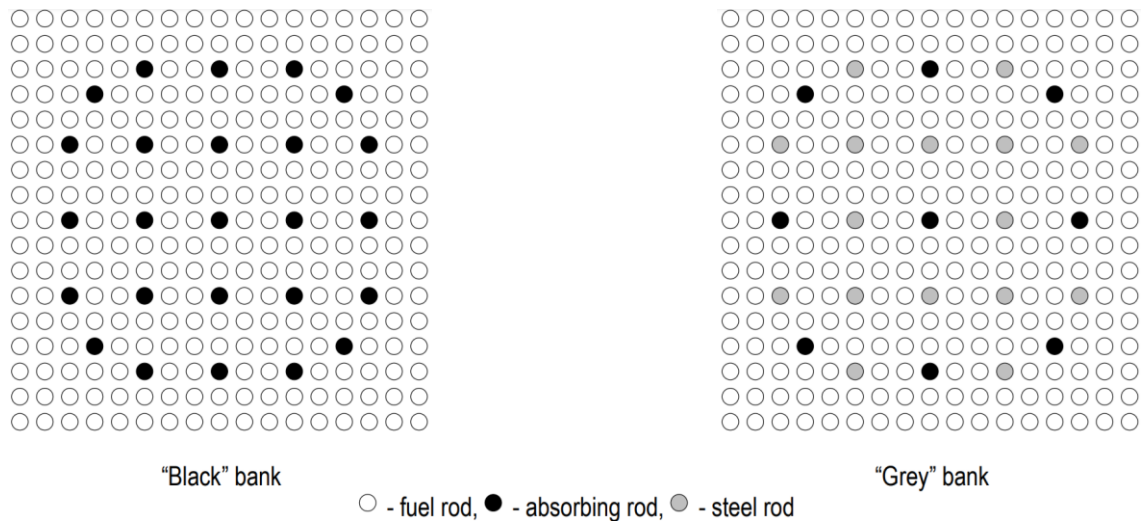 “Black” bank
“Grey” bank
- fuel rod, - absorbing rod, - steel rod